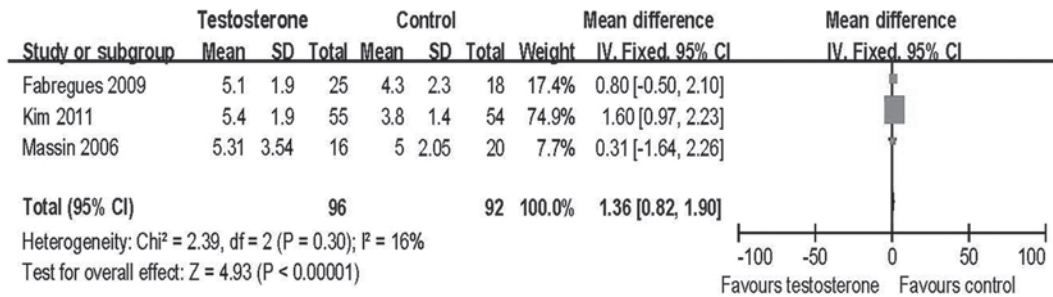 Testosterone Control Mean difference Mean difference
Study or subgroup Mean SD Total Mean SD Total Weight IV. Fixed. 95% CI IV. Fixed. 95% CI
Fabregues 2009 5.1 1.9 25 4.3 2.3 18 17.4% 0.80 [-0.50, 2.10]
Kim 2011 5.4 1.9 55 3.8 1.4 54 74.9% 1.60 [0.97, 2.23]
Massin 2006 5.31 3.54 16 5 2.05 20 7.7% 0.31 [-1.64, 2.26]
Total (95% CI) 96 92 100.0% 1.36 [0.82, 1.90]
Heterogeneity: Chi² = 2.39, df = 2 (P = 0.30); I² = 16%
Test for overall effect: Z = 4.93 (P < 0.00001)
-100 -50 0 50 100
Favours testosterone Favours control